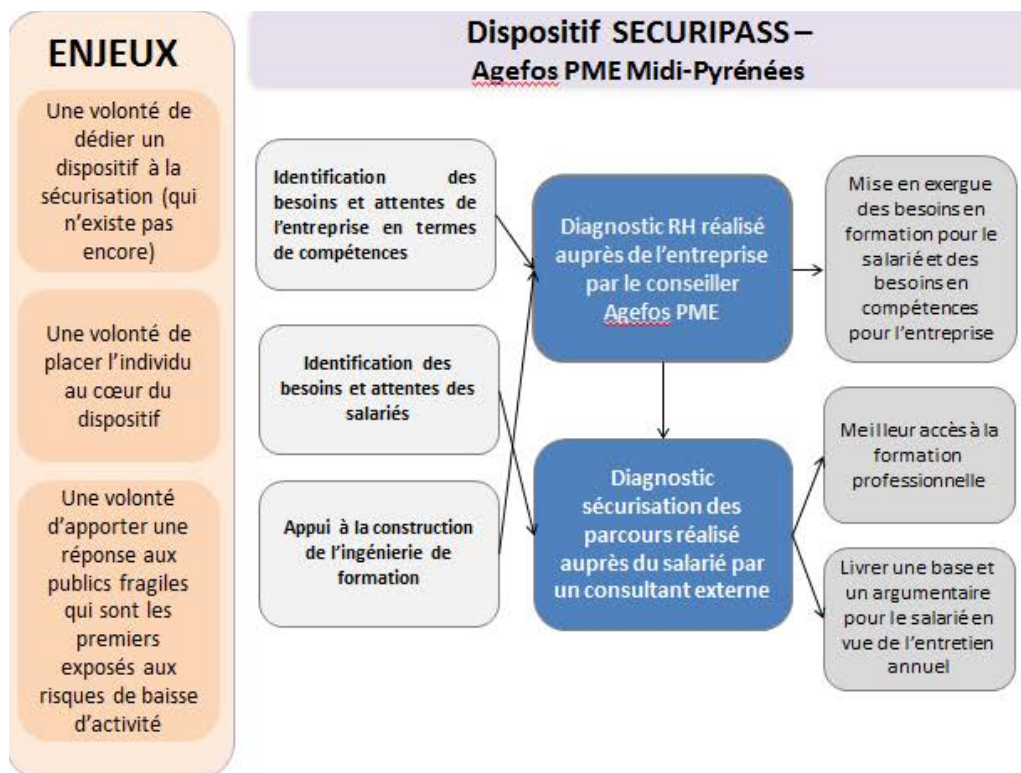 ENJEUX
Une volonté de
dédier un
dispositif à la
sécurisation (qui
n'existe pas
encore)
Une volonté de
placer l'individu
au cœur du
dispositif
Une volonté
d'apporter une
réponse aux
publics fragiles
qui sont les
premiers
exposés aux
risques de baisse
d'activité
Dispositif SECURIPASS –
Agefos PME Midi-Pyrénées
Identification des
besoins et attentes de
l'entreprise en termes
de compétences
Identification des
besoins et attentes des
salariés
Appui à la construction
de l'ingénierie de
formation
Diagnostic RH réalisé
auprès de l'entreprise
par le conseiller
Agefos PME
Diagnostic
sécurisation des
parcours réalisé
auprès du salarié par
un consultant externe
Mise en exergue
des besoins en
formation pour le
salarié et des
besoins en
compétences
pour l'entreprise
Meilleur accès à la
formation
professionnelle
Livrer une base et
un argumentaire
pour le salarié en
vue de l'entretien
annuel